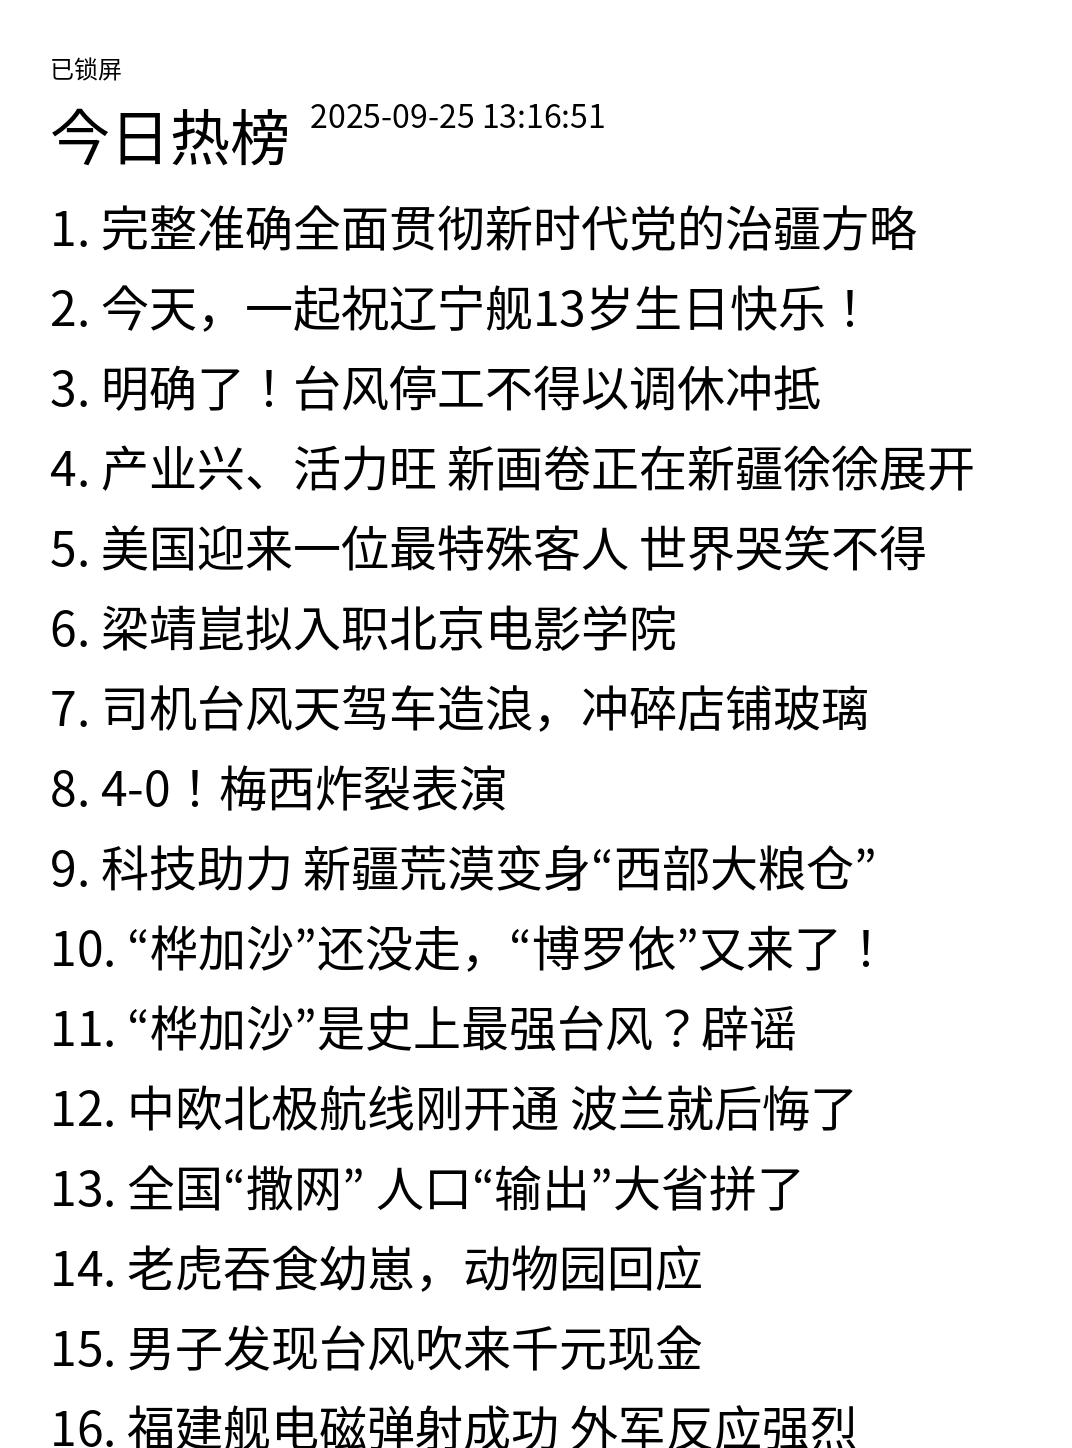 已锁屏
今日热榜 2025-09-25 13:16:51
1. 完整准确全面贯彻新时代党的治疆方略
2. 今天，一起祝辽宁舰13岁生日快乐！
3. 明确了！台风停工不得以调休冲抵
4. 产业兴、活力旺 新画卷正在新疆徐徐展开
5. 美国迎来一位最特殊客人 世界哭笑不得
6. 梁靖崑拟入职北京电影学院
7. 司机台风天驾车造浪，冲碎店铺玻璃
8. 4-0！梅西炸裂表演
9. 科技助力 新疆荒漠变身“西部大粮仓”
10. “桦加沙”还没走，“博罗依”又来了！
11. “桦加沙”是史上最强台风？辟谣
12. 中欧北极航线刚开通 波兰就后悔了
13. 全国“撒网” 人口“输出”大省拼了
14. 老虎吞食幼崽，动物园回应
15. 男子发现台风吹来千元现金
16. 福建舰电磁弹射成功 外军反应强烈